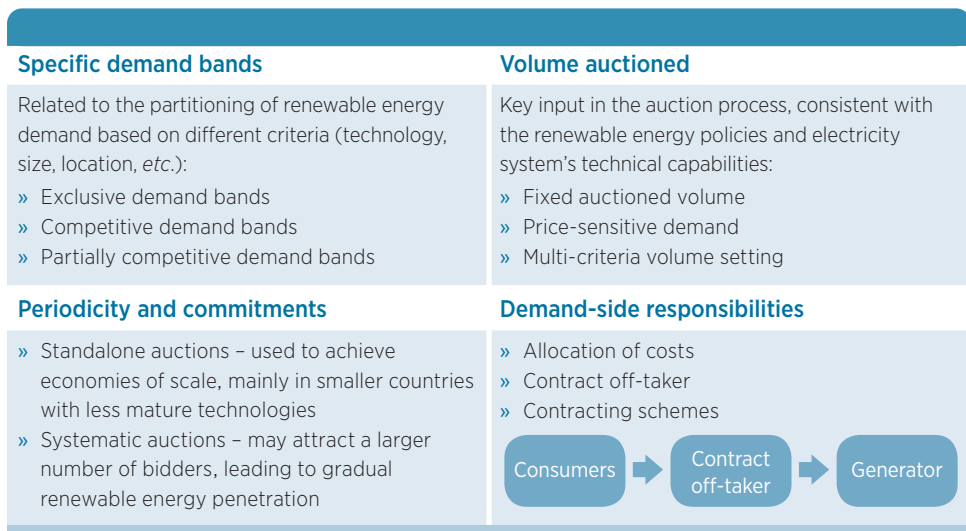 Specific demand bands
Related to the partitioning of renewable energy
demand based on different criteria (technology,
size, location, etc.):
» Exclusive demand bands
» Competitive demand bands
» Partially competitive demand bands
Volume auctioned
Key input in the auction process, consistent with
the renewable energy policies and electricity
system's technical capabilities:
» Fixed auctioned volume
» Price-sensitive demand
» Multi-criteria volume setting
Periodicity and commitments
» Standalone auctions – used to achieve
economies of scale, mainly in smaller countries
with less mature technologies
» Systematic auctions – may attract a larger
number of bidders, leading to gradual
renewable energy penetration
Demand-side responsibilities
» Allocation of costs
» Contract off-taker
» Contracting schemes
Consumers
Contract
off-taker
Generator